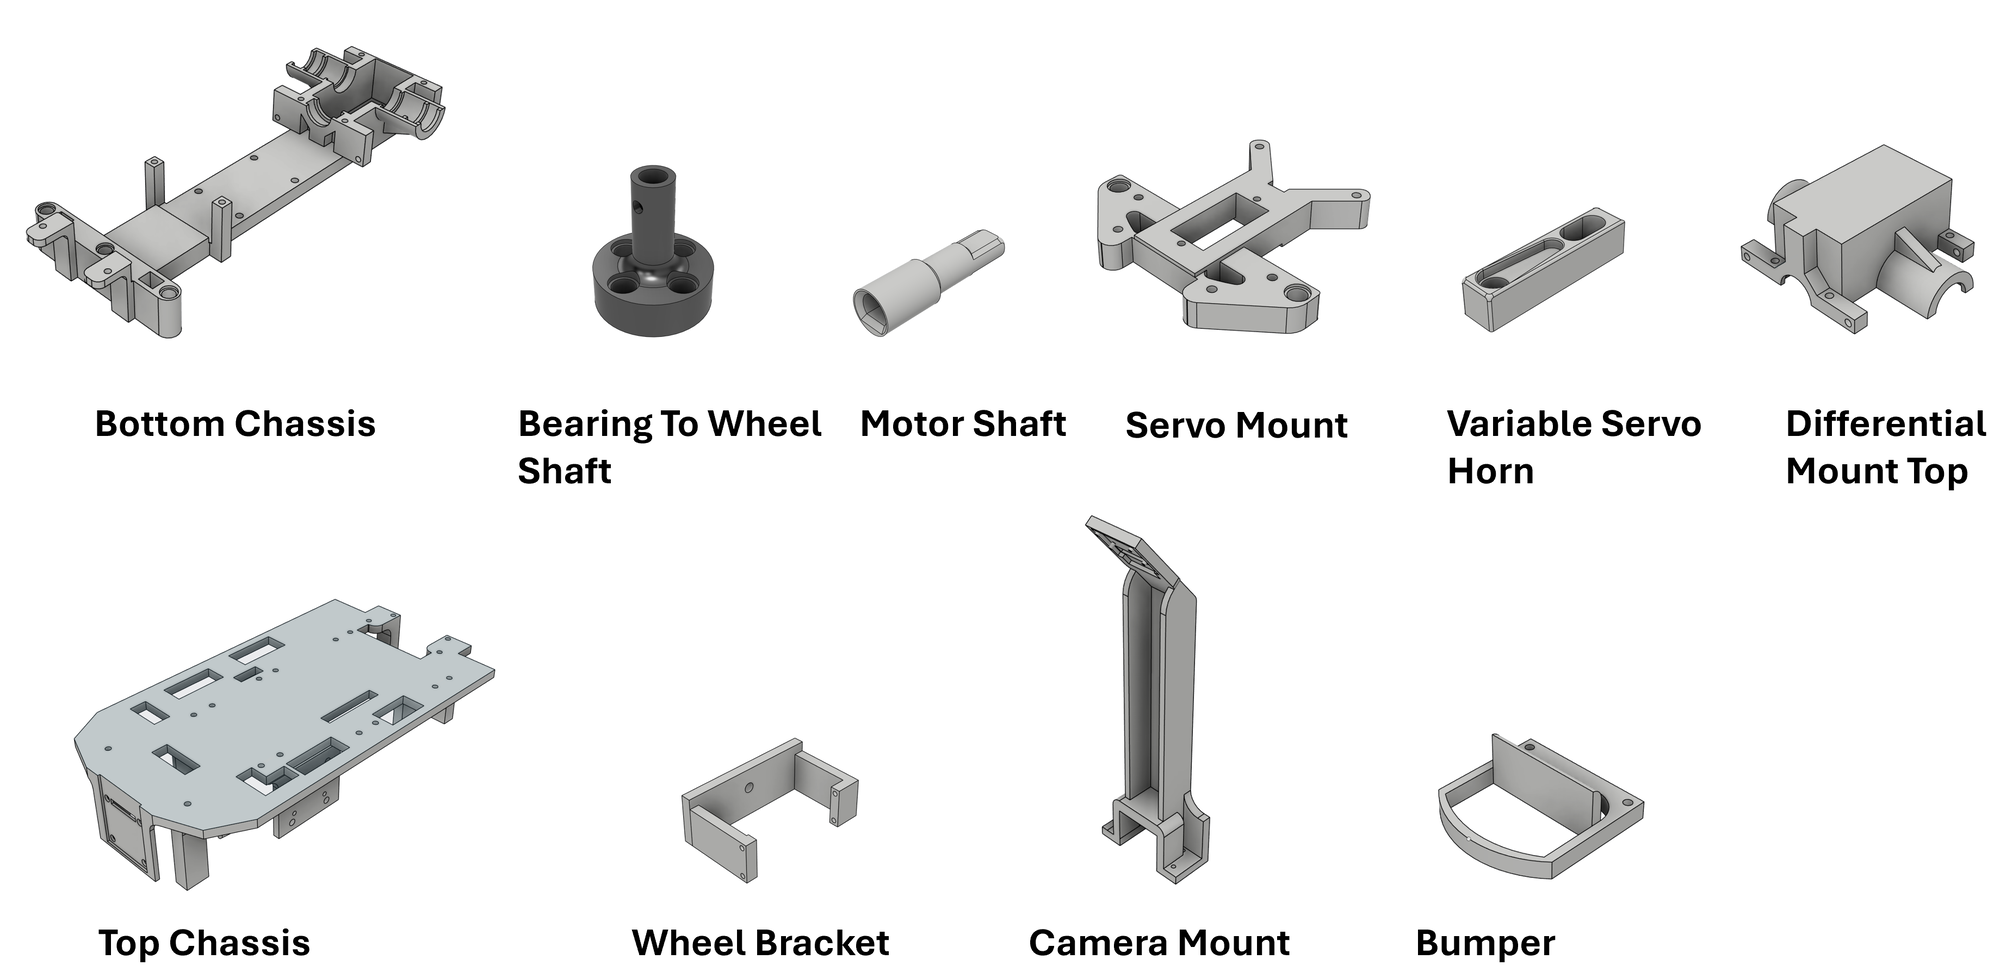 Bottom Chassis
Bearing To Wheel
Shaft
Motor Shaft
Servo Mount
Variable Servo
Horn
Differential
Mount Top
Top Chassis
Wheel Bracket
Camera Mount
Bumper